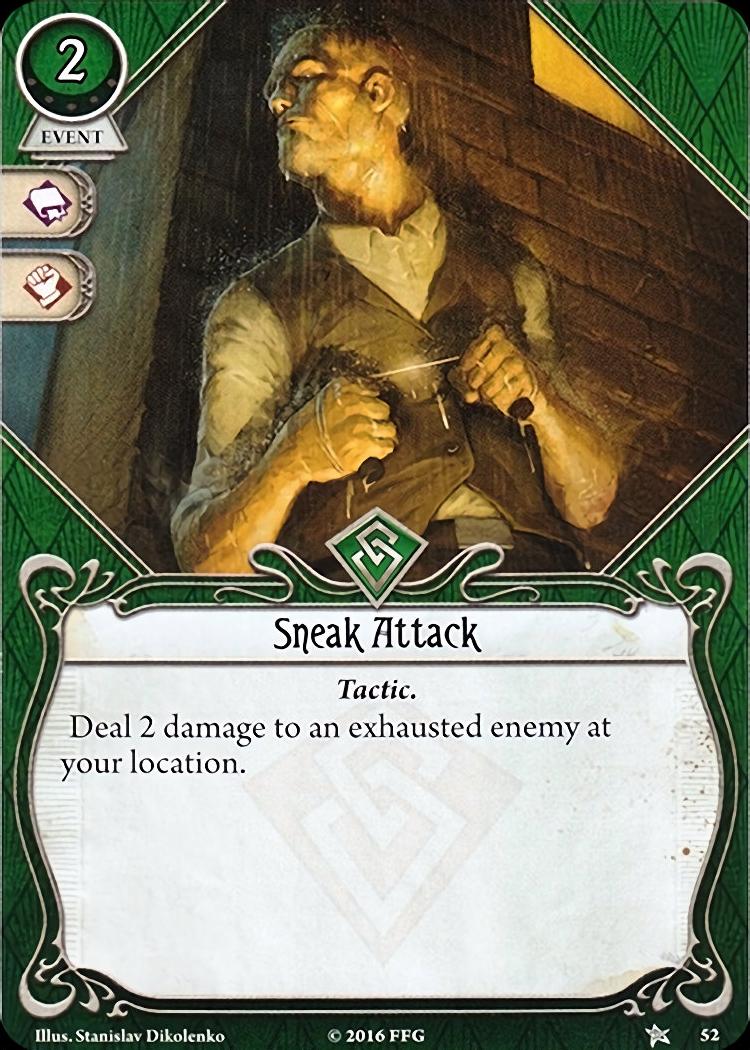 2
EVENT
Sneak Attack
Tactic.
Deal 2 damage to an exhausted enemy at
your location.
Illus. Stanislav Dikolenko
© 2016 FFG
52